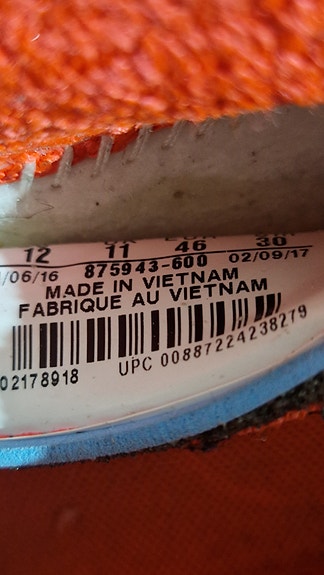 12 11 46 30
/06/16 875943-600 02/09/17
MADE IN VIETNAM
FABRIQUE AU VIETNAM
02178918 UPC 00887224238279